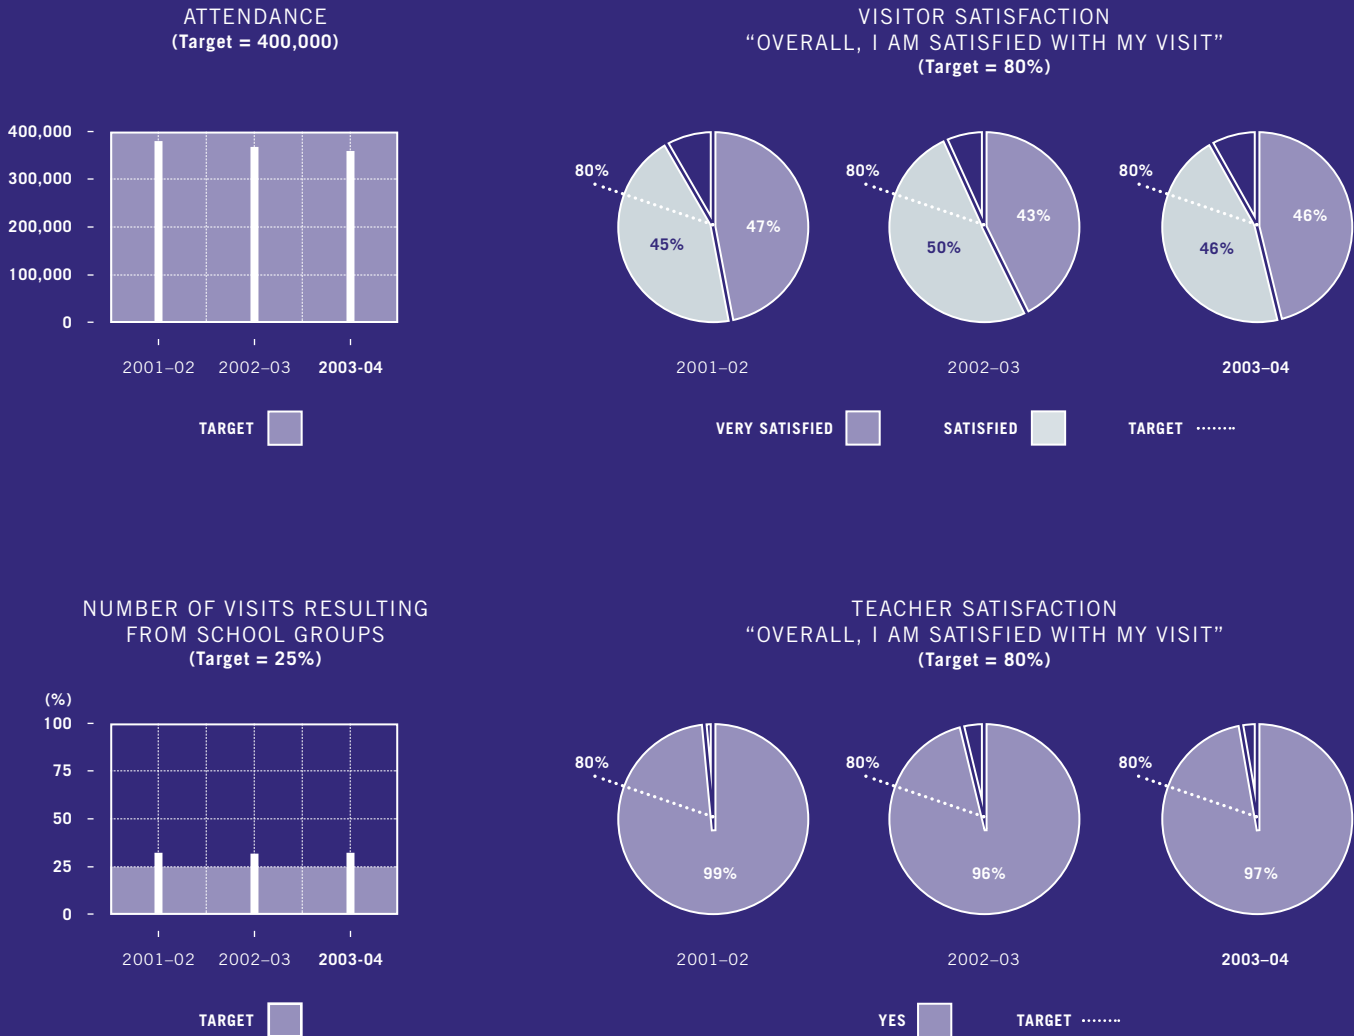 ATTENDANCE
(Target = 400,000)
400,000
300,000
200,000
100,000
0
2001–02 2002–03 2003-04
TARGET
VISITOR SATISFACTION
“OVERALL, I AM SATISFIED WITH MY VISIT”
(Target = 80%)
80%
47%
45%
80%
43%
50%
80%
46%
46%
2001–02 2002–03 2003–04
VERY SATISFIED SATISFIED TARGET
NUMBER OF VISITS RESULTING
FROM SCHOOL GROUPS
(Target = 25%)
(%)
100
75
50
25
0
2001–02 2002–03 2003-04
TARGET
TEACHER SATISFACTION
“OVERALL, I AM SATISFIED WITH MY VISIT”
(Target = 80%)
80%
99%
80%
96%
80%
97%
2001–02 2002–03 2003–04
YES TARGET